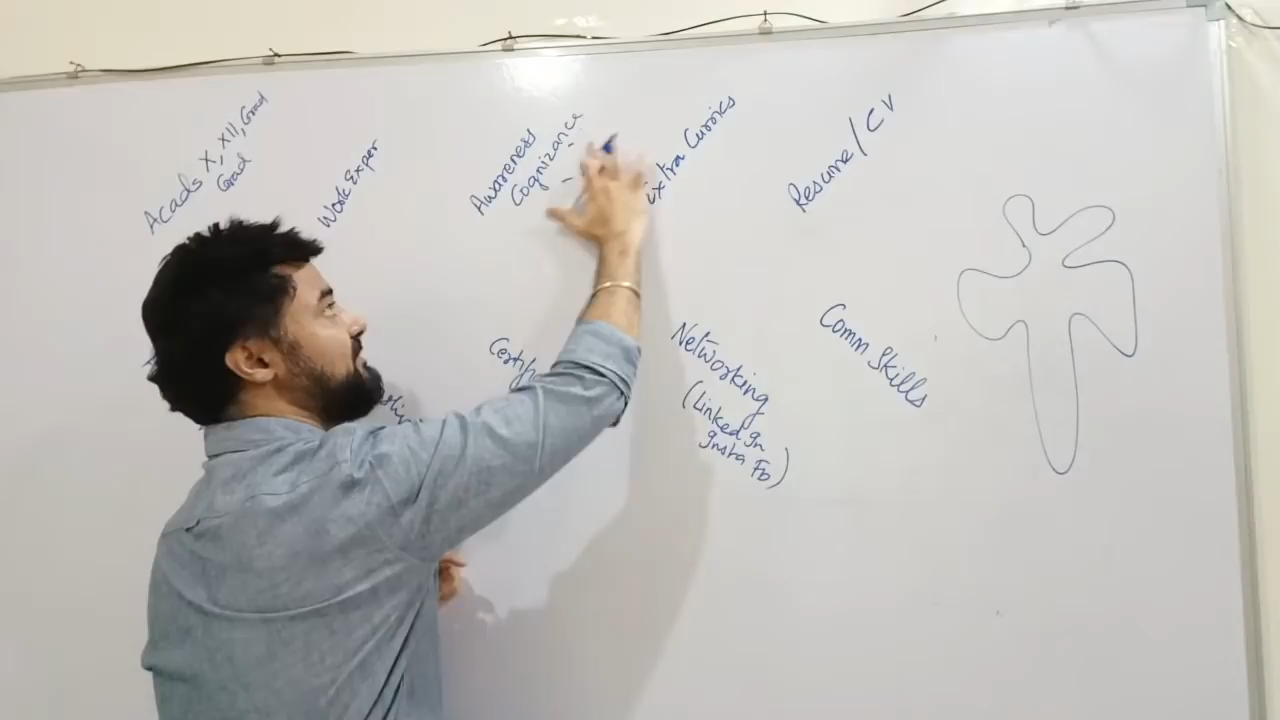 Acads X, XII, Grad
Grad
Work Exper
Awareness
Cognizance
Extra Currics
Resume/CV
Networking
(LinkedIn
Insta Fb)
Comm Skills